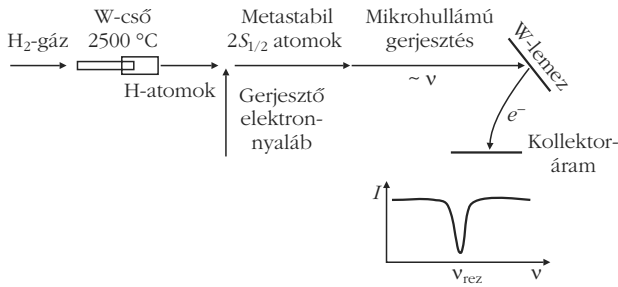 H2-gáz
W-cső
2500 °C
H-atomok
Gerjesztő
elektron-
nyaláb
Metastabil
2S1/2 atomok
Mikrohullámú
gerjesztés
~ ν
W-lemez
e−
Kollektor-
áram
I
νrez
ν